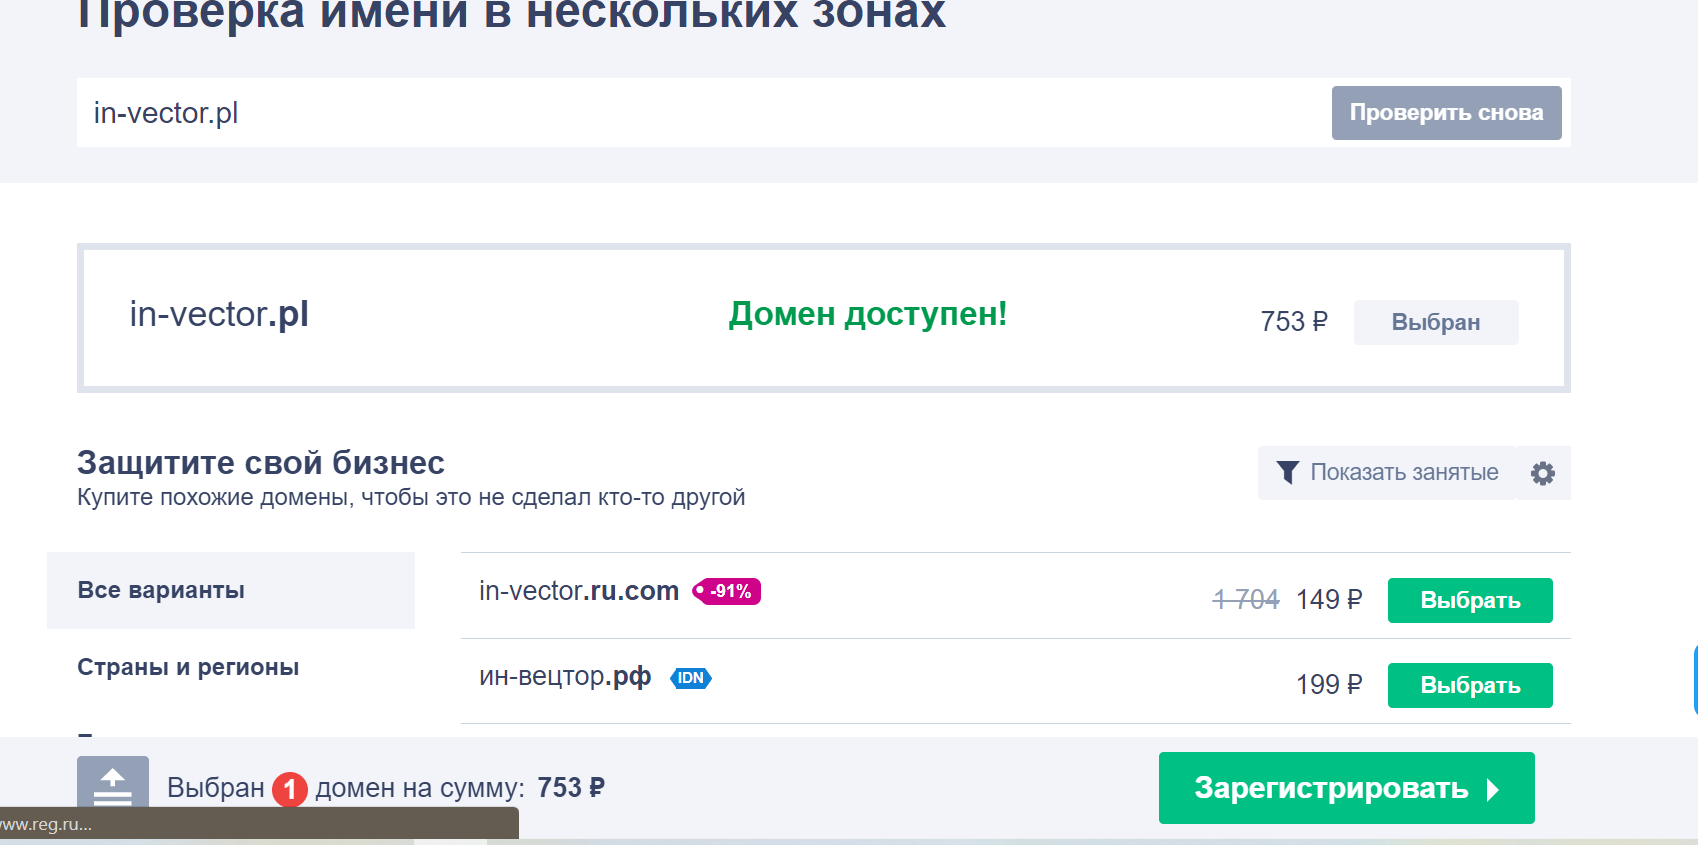 Проверка имени в нескольких зонах
in-vector.pl
Проверить снова
in-vector.pl
Домен доступен!
753 ₽
Выбран
Защитите свой бизнес
Купите похожие домены, чтобы это не сделал кто-то другой
Показать занятые
Все варианты
Страны и регионы
in-vector.ru.com -91%
1 704 149 ₽
Выбрать
ин-вецтор.рф IDN
199 ₽
Выбрать
Выбран 1 домен на сумму: 753 ₽
Зарегистрировать
www.reg.ru...